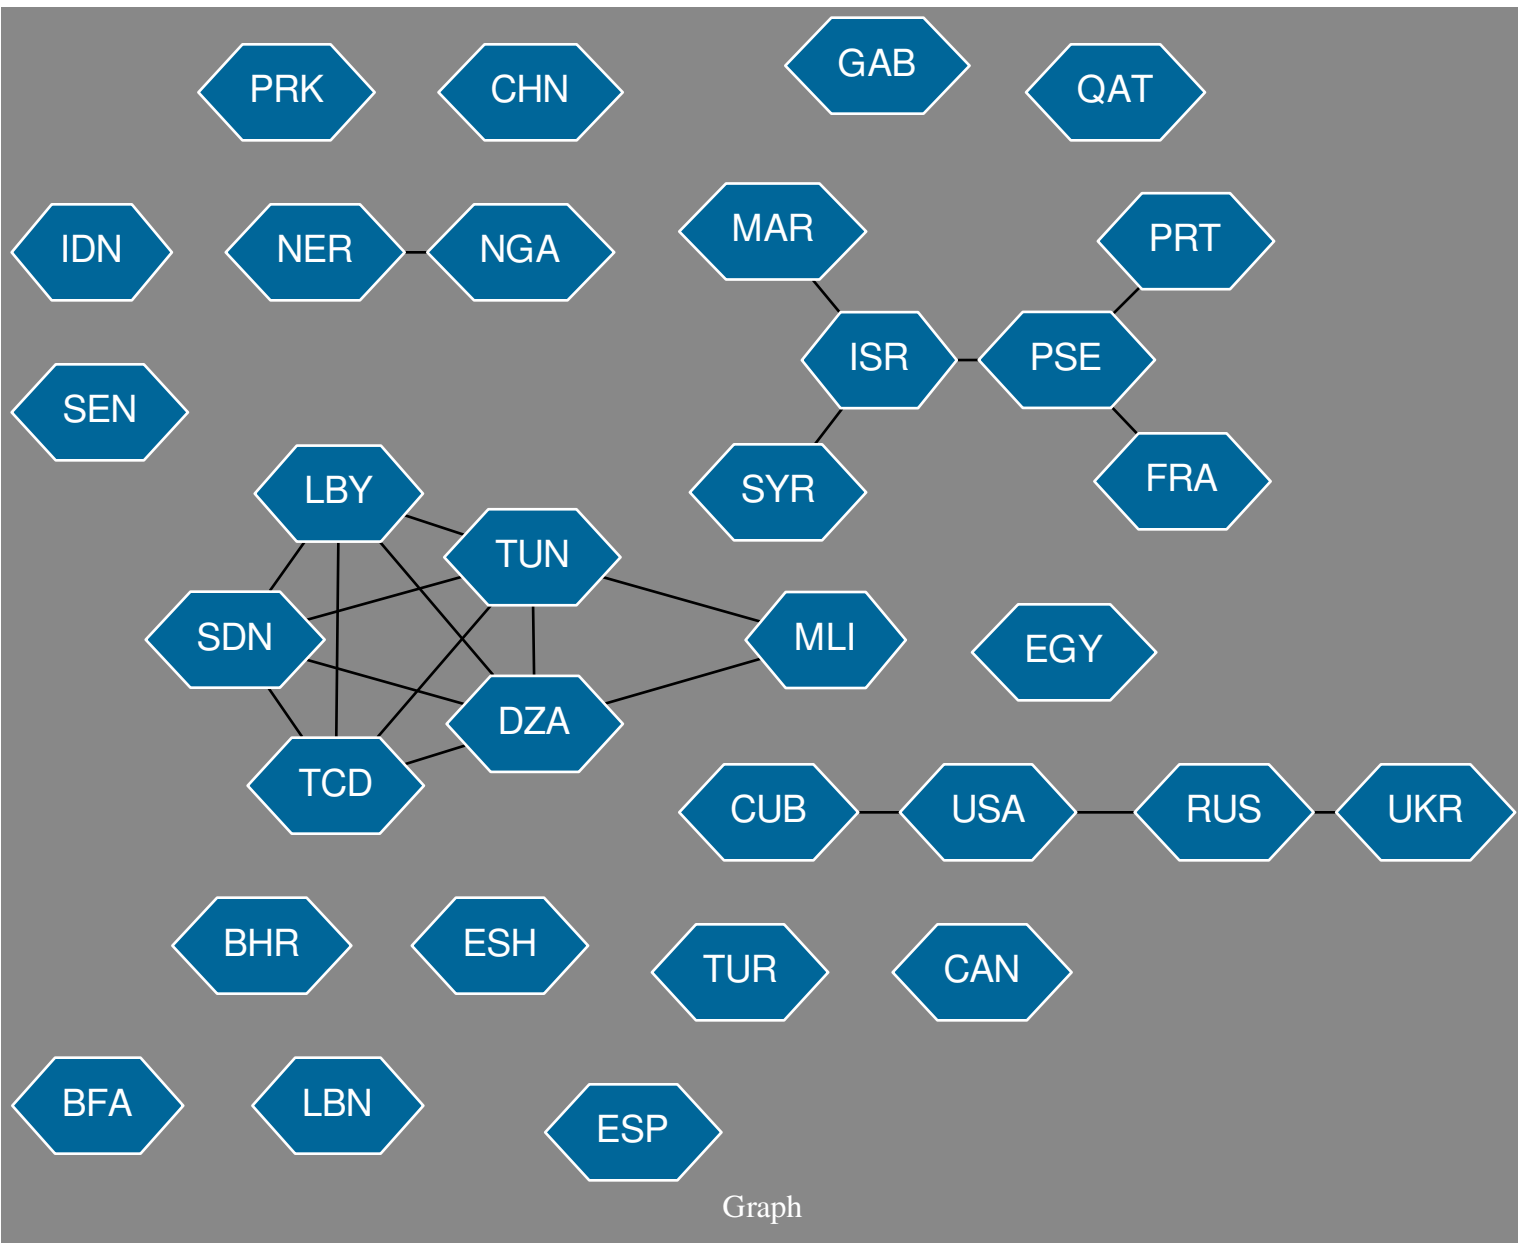 GAB
PRK
CHN
QAT
MAR
PRT
IDN
NER
NGA
ISR
PSE
SEN
LBY
SYR
FRA
TUN
SDN
MLI
EGY
DZA
TCD
CUB
USA
RUS
UKR
BHR
ESH
TUR
CAN
BFA
LBN
ESP
Graph